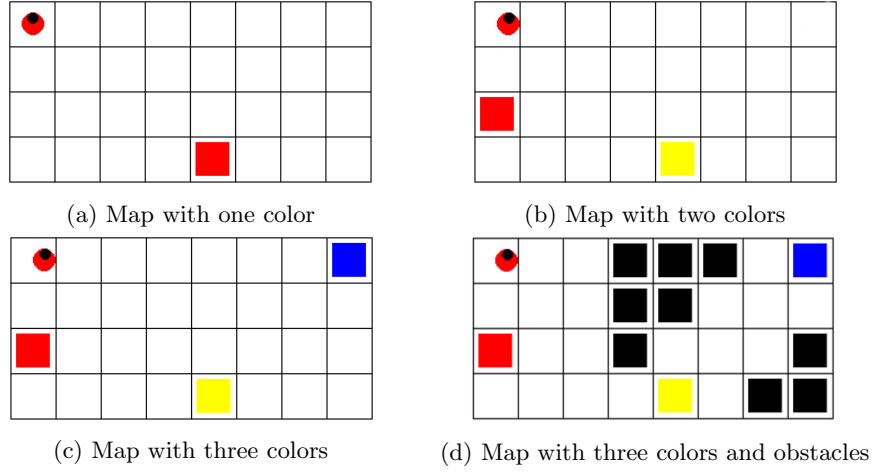 (a) Map with one color
(b) Map with two colors
(c) Map with three colors
(d) Map with three colors and obstacles